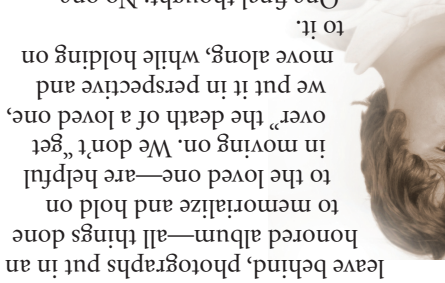 leave behind, photographs put in an
honored album—all things done
to memorialize and hold on
to the loved one—are helpful
in moving on. We don't “get
over” the death of a loved one,
we put it in perspective and
move along, while holding on
to it.
One final thought: No one